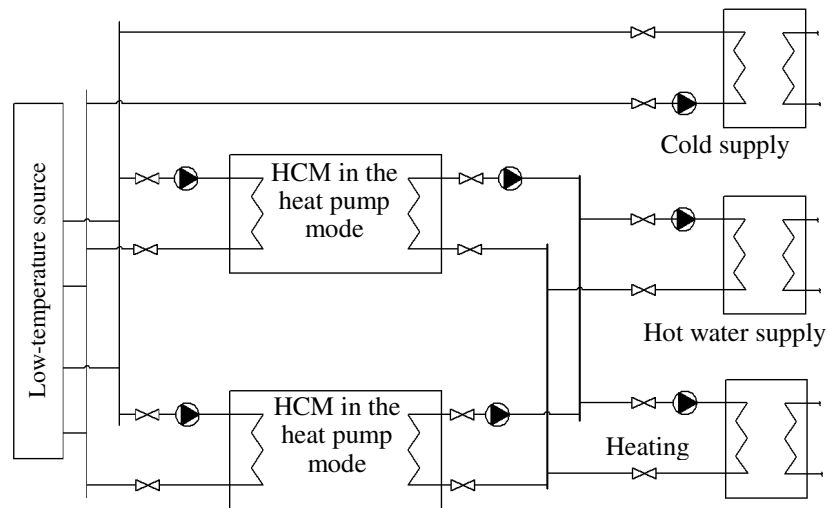 Low-temperature source
Cold supply
HCM in the
heat pump
mode
Hot water supply
HCM in the
heat pump
mode
Heating